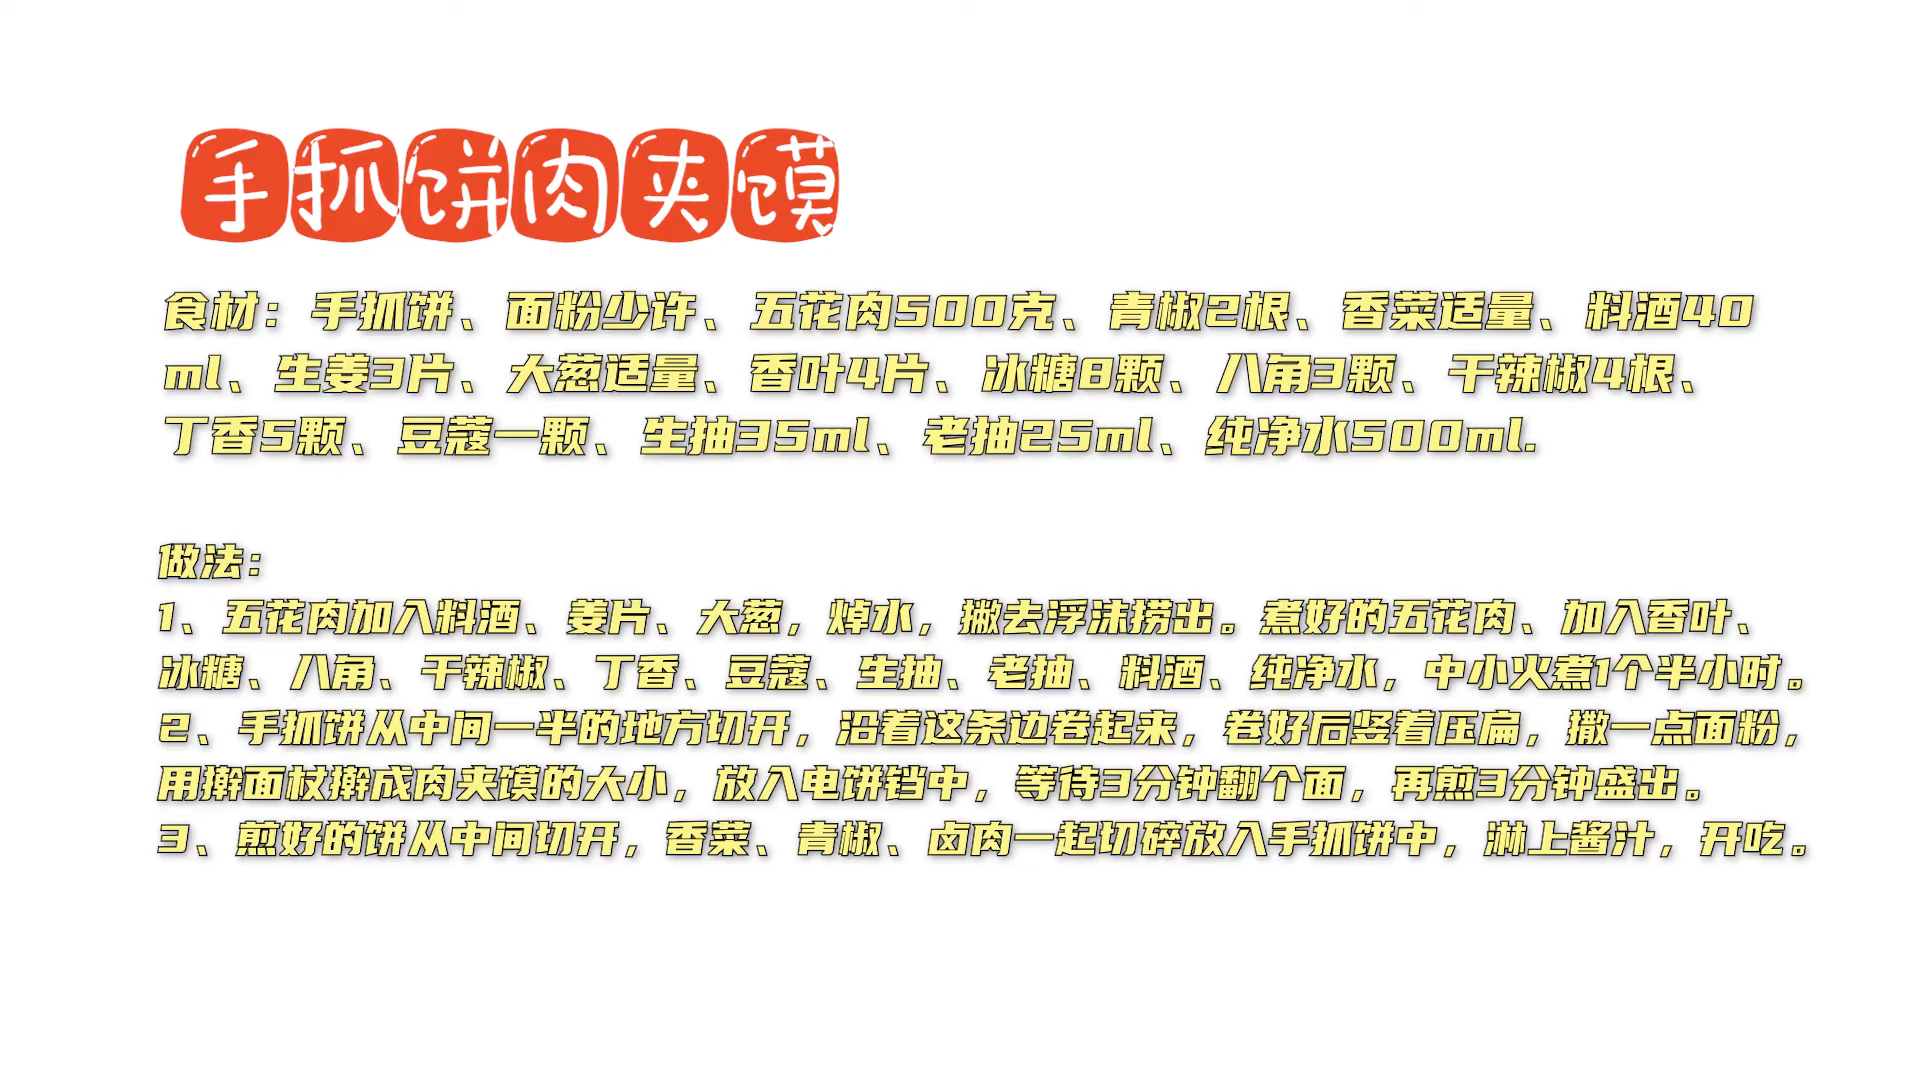 手抓饼肉夹馍
食材：手抓饼、面粉少许、五花肉500克、青椒2根、香菜适量、料酒40
ml、生姜3片、大葱适量、香叶4片、冰糖8颗、八角3颗、干辣椒4根、
丁香5颗、豆蔻一颗、生抽35ml、老抽25ml、纯净水500ml.
做法：
1、五花肉加入料酒、姜片、大葱，焯水，撇去浮沫捞出。煮好的五花肉、加入香叶、
冰糖、八角、干辣椒、丁香、豆蔻、生抽、老抽、料酒、纯净水，中小火煮1个半小时。
2、手抓饼从中间一半的地方切开，沿着这条边卷起来，卷好后竖着压扁，撒一点面粉，
用擀面杖擀成肉夹馍的大小，放入电饼铛中，等待3分钟翻个面，再煎3分钟盛出。
3、煎好的饼从中间切开，香菜、青椒、卤肉一起切碎放入手抓饼中，淋上酱汁，开吃。